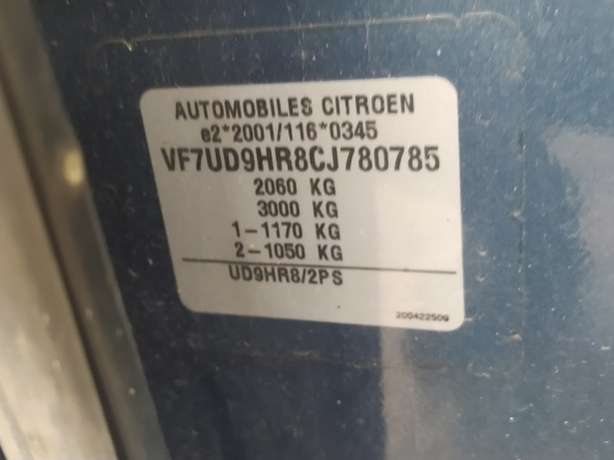 AUTOMOBILES CITROEN
e2*2001/116*0345
VF7UD9HR8CJ780785
2060 KG
3000 KG
1-1170 KG
2-1050 KG
UD9HR8/2PS
200422509